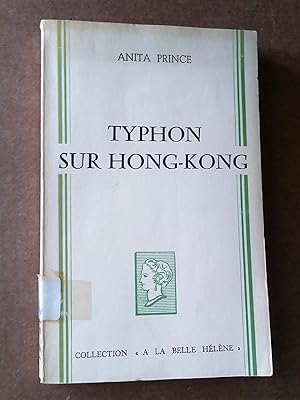 ANITA PRINCE
TYPHON
SUR HONG-KONG
COLLECTION « A LA BELLE HÉLÈNE »